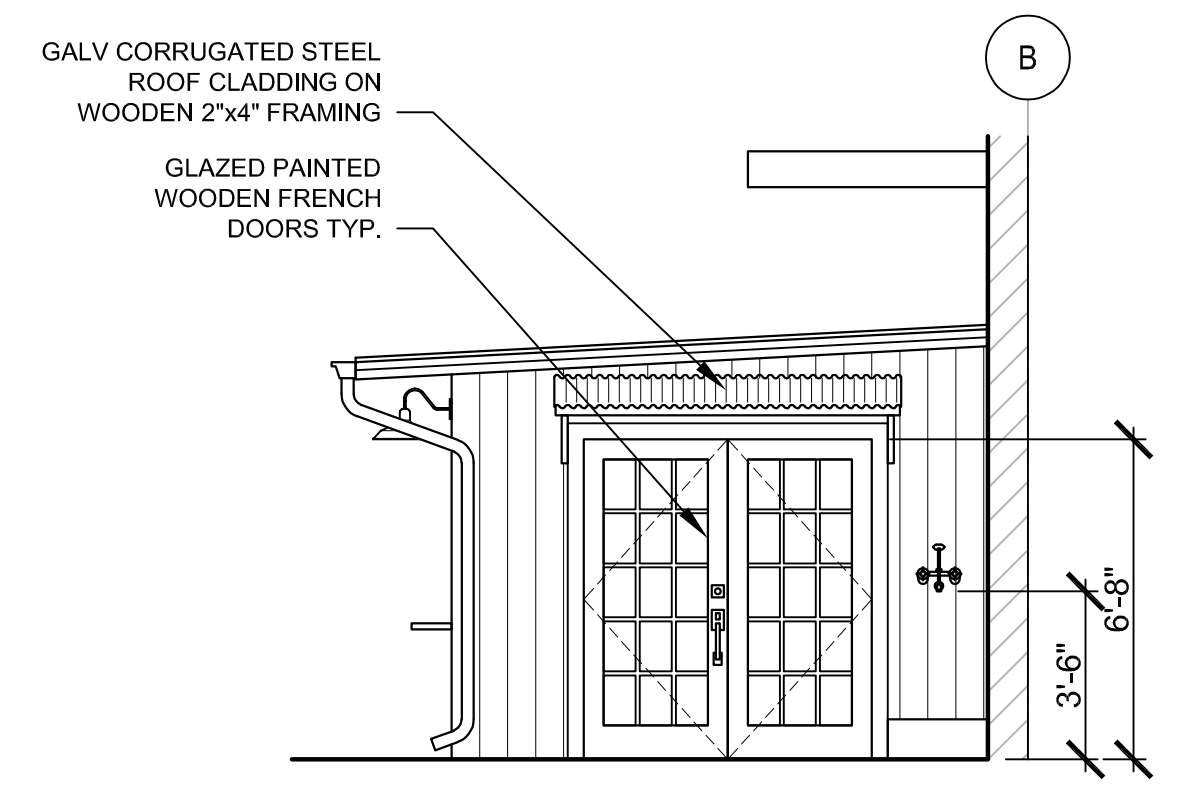 GALV CORRUGATED STEEL
ROOF CLADDING ON
WOODEN 2"x4" FRAMING
GLAZED PAINTED
WOODEN FRENCH
DOORS TYP.
B
6'-8"
3'-6"